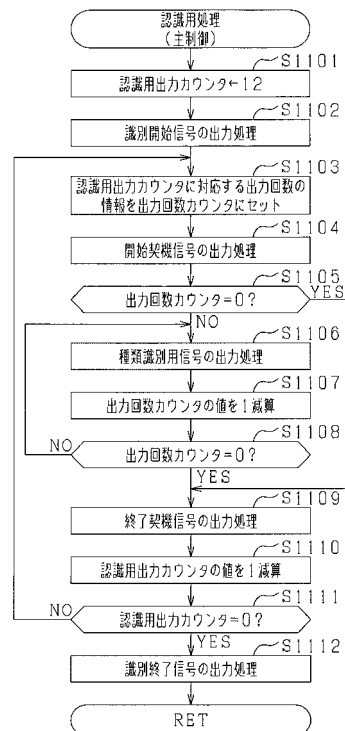 認識用処理
(主制御)
S1101
認識用出力カウンタ←12
S1102
識別開始信号の出力処理
S1103
認識用出力カウンタに対応する出力回数の
情報を出力回数カウンタにセット
S1104
開始契機信号の出力処理
S1105
出力回数カウンタ=0?
YES
NO
S1106
種類識別用信号の出力処理
S1107
出力回数カウンタの値を1減算
S1108
NO
出力回数カウンタ=0?
YES
S1109
終了契機信号の出力処理
S1110
認識用出力カウンタの値を1減算
S1111
NO
認識用出力カウンタ=0?
YES
S1112
識別終了信号の出力処理
RET